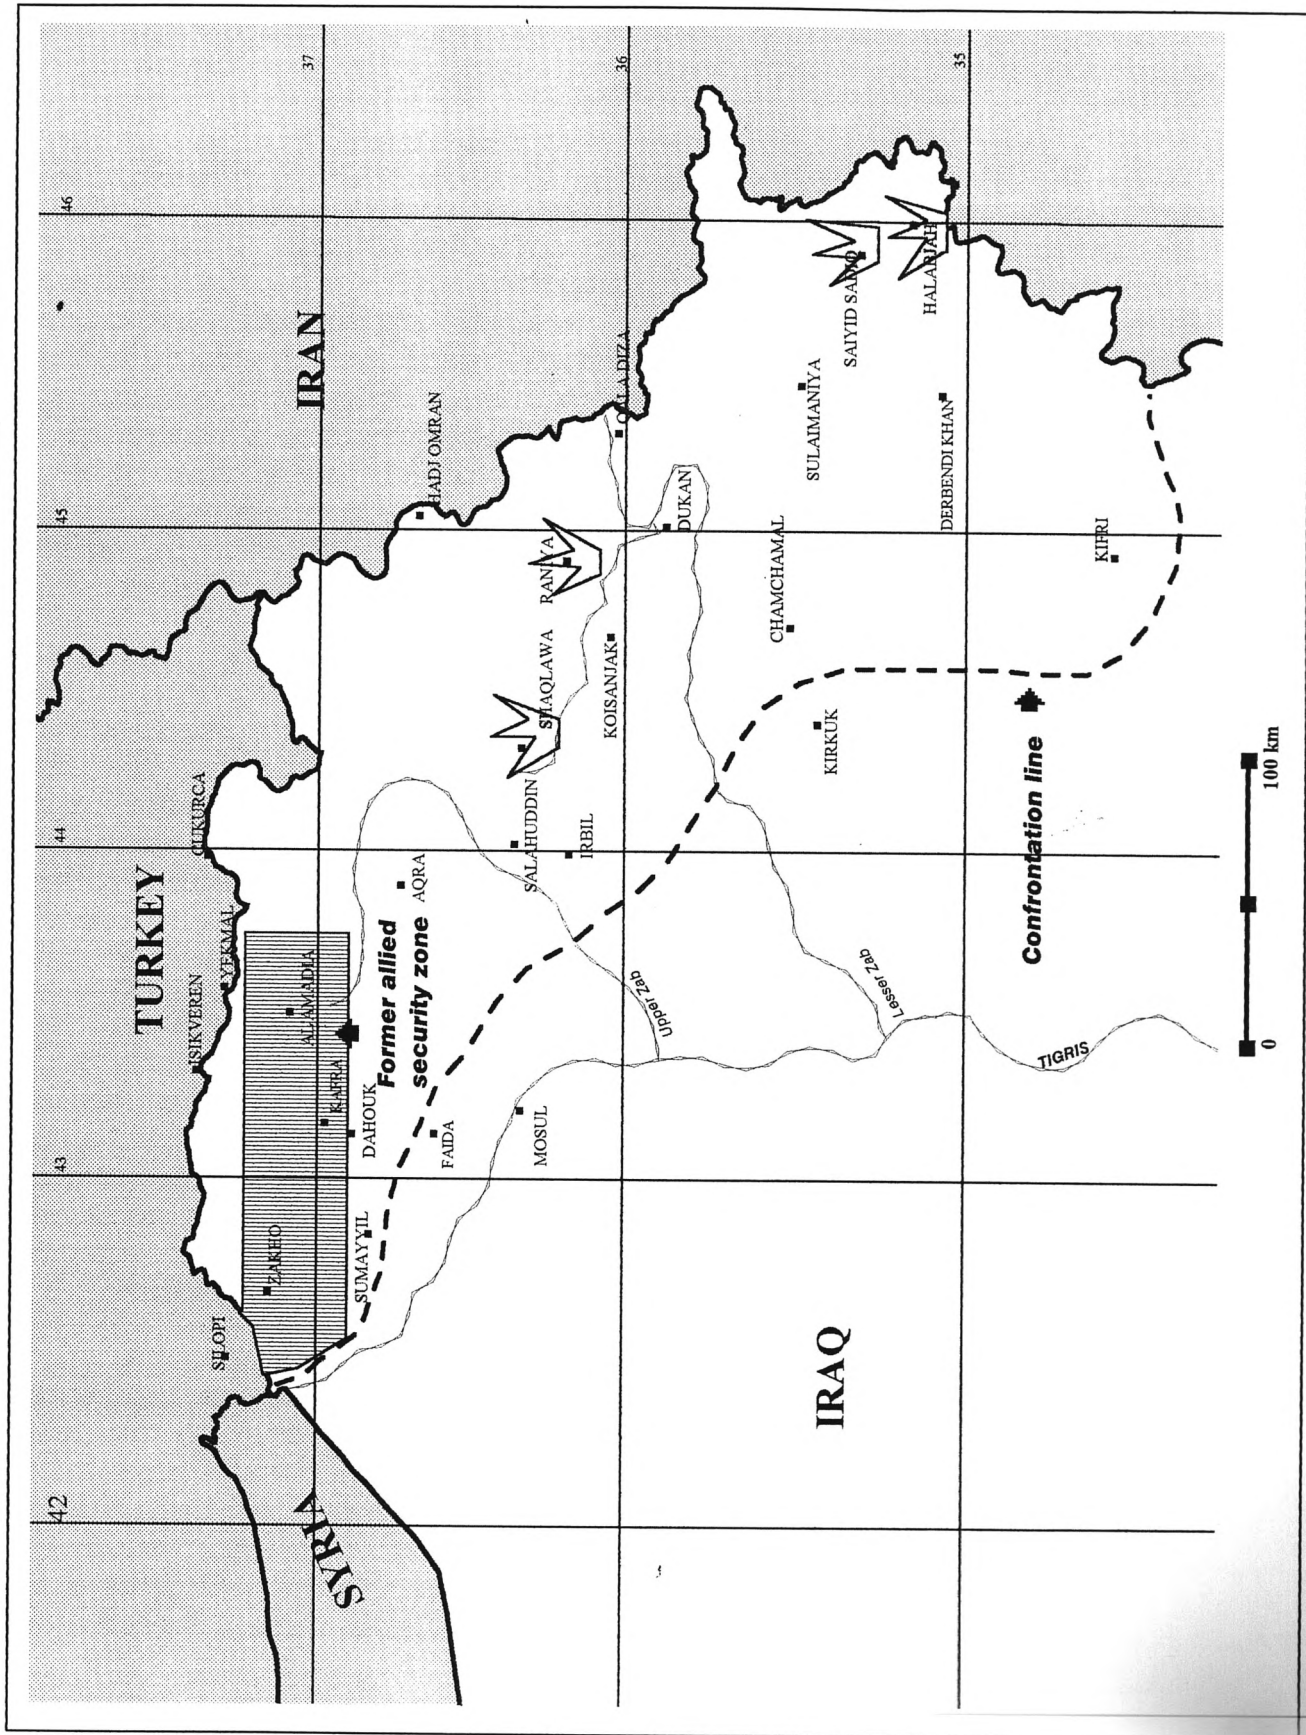 42
43
44
45
46
37
36
35
TURKEY
IRAN
SYRIA
IRAQ
SILOPI
ISIKVEREN
YEKMAL
CUKURCA
ZAKHO
AL'AMADIA
KAFRA
DAHOUK
SUMAYYIL
FAIDA
MOSUL
Former allied
security zone
AQRA
SALAHUDDIN
IRBIL
SHAQLAWA
RANIYA
HADJ OMRAN
KOISANJAK
QALA DIZA
DUKAN
CHAMCHAMAL
SULAIMANIYA
SAIYID SADIQ
HALABJAH
DERBENDI KHAN
KIRKUK
KIFRI
Upper Zab
Lesser Zab
TIGRIS
Confrontation line
0
100 km